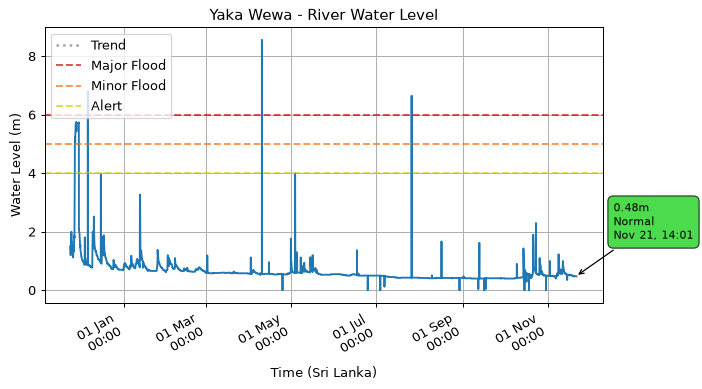 Yaka Wewa - River Water Level
Water Level (m)
8
6
4
2
0
Trend
Major Flood
Minor Flood
Alert
0.48m
Normal
Nov 21, 14:01
01 Jan
00:00
01 Mar
00:00
01 May
00:00
01 Jul
00:00
01 Sep
00:00
01 Nov
00:00
Time (Sri Lanka)